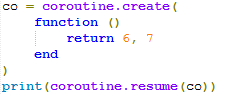 co = coroutine.create(
    function ()
        return 6, 7
    end
)
print(coroutine.resume(co))